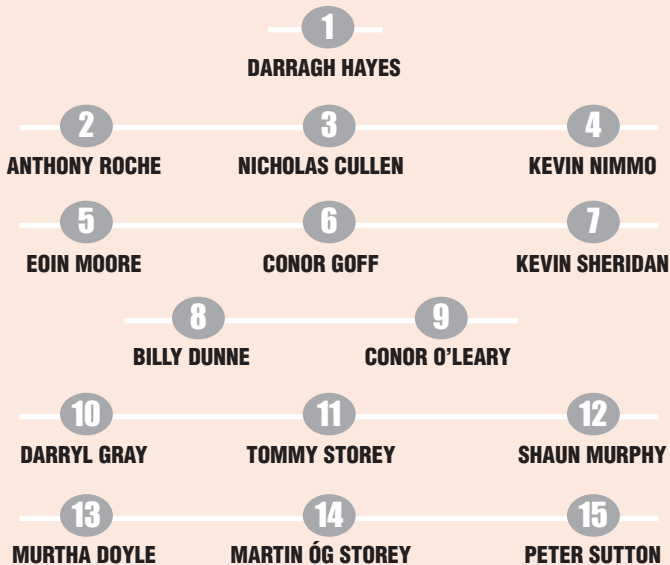 1
DARRAGH HAYES
2 3 4
ANTHONY ROCHE NICHOLAS CULLEN KEVIN NIMMO
5 6 7
EOIN MOORE CONOR GOFF KEVIN SHERIDAN
8 9
BILLY DUNNE CONOR O’LEARY
10 11 12
DARRYL GRAY TOMMY STOREY SHAUN MURPHY
13 14 15
MURTHA DOYLE MARTIN ÓG STOREY PETER SUTTON